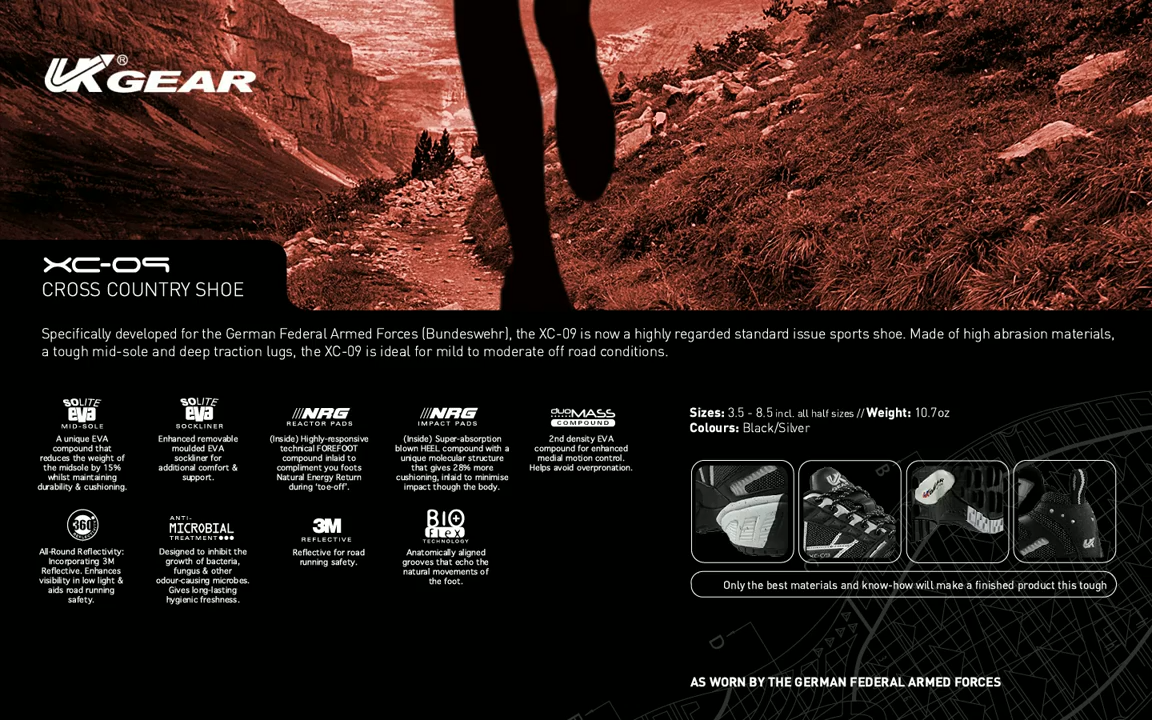 UK GEAR®
XC-09
CROSS COUNTRY SHOE
Specifically developed for the German Federal Armed Forces (Bundeswehr), the XC-09 is now a highly regarded standard issue sports shoe. Made of high abrasion materials,
a tough mid-sole and deep traction lugs, the XC-09 is ideal for mild to moderate off road conditions.
SOLITE
eva
MID-SOLE
A unique EVA
compound that
reduces the weight of
the midsole by 15%
whilst maintaining
durability & cushioning.
SOLITE
eva
SOCKLINER
Enhanced removable
moulded EVA
sockliner for
additional comfort &
support.
///NRG
REACTOR PADS
(Inside) Highly-responsive
technical FOREFOOT
compound inlaid to
compliment you foots
Natural Energy Return
during 'toe-off'.
///NRG
IMPACT PADS
(Inside) Super-absorption
blown HEEL compound with a
unique molecular structure
that gives 28% more
cushioning, inlaid to minimise
impact though the body.
duoMASS
COMPOUND
2nd density EVA
compound for enhanced
medial motion control.
Helps avoid overpronation.
360°
All-Round Reflectivity:
Incorporating 3M
Reflective. Enhances
visibility in low light &
aids road running
safety.
ANTI-
MICROBIAL
TREATMENT
Designed to inhibit the
growth of bacteria,
fungus & other
odour-causing microbes.
Gives long-lasting
hygienic freshness.
3M
REFLECTIVE
Reflective for road
running safety.
BIO
FLEX
TECHNOLOGY
Anatomically aligned
grooves that echo the
natural movements of
the foot.
Sizes: 3.5 - 8.5 incl. all half sizes // Weight: 10.7oz
Colours: Black/Silver
Only the best materials and know-how will make a finished product this tough
AS WORN BY THE GERMAN FEDERAL ARMED FORCES